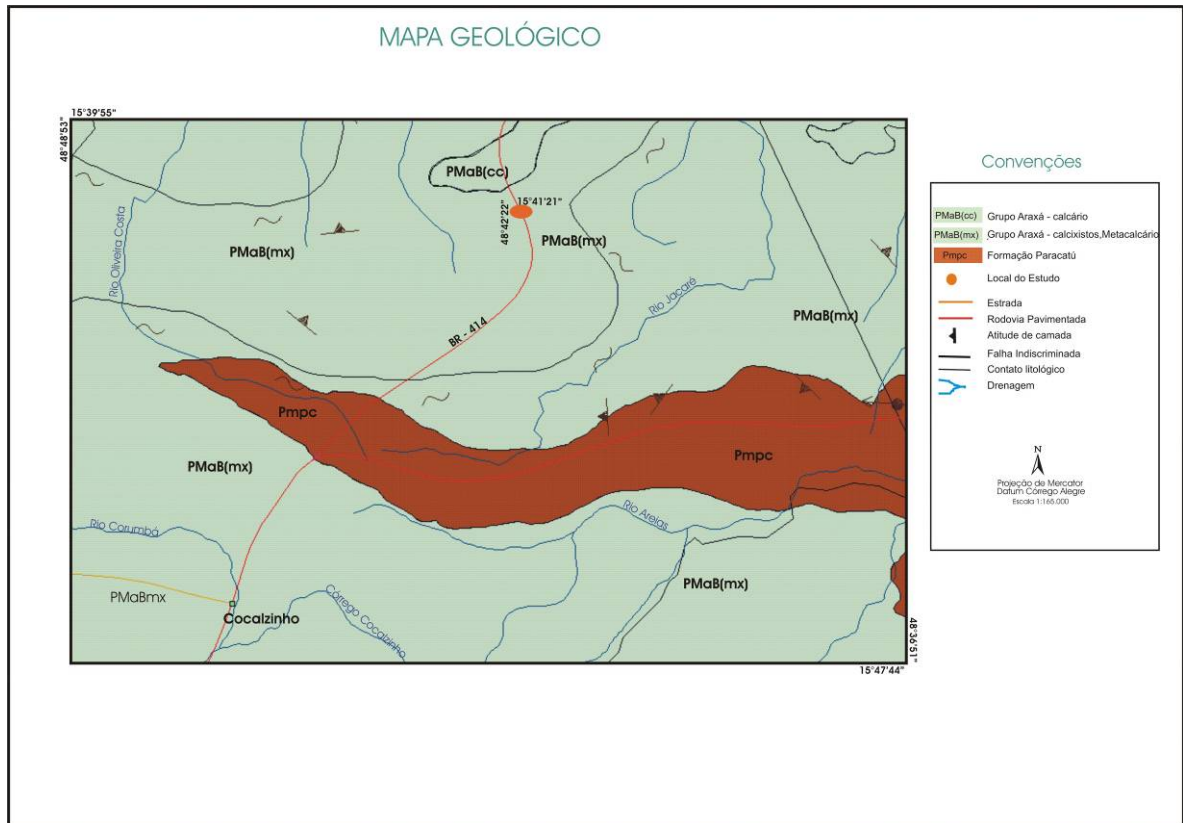 MAPA GEOLÓGICO
15°39'55"
48°48'53"
PMaB(cc)
15°41'21"
48°42'22"
Rio Oliveira Costa
PMaB(mx)
PMaB(mx)
Rio Jacaré
PMaB(mx)
BR - 414
Pmpc
Pmpc
PMaB(mx)
Rio Areias
Rio Corumbá
PMaB(mx)
PMaBmx
Cocalzinho
Córrego Cocalzinho
48°36'51"
15°47'44"
Convenções
PMaB(cc) Grupo Araxá - calcário
PMaB(mx) Grupo Araxá - calcixistos,Metacalcário
Pmpc Formação Paracatú
Local do Estudo
Estrada
Rodovia Pavimentada
Atitude de camada
Falha Indiscriminada
Contato litológico
Drenagem
N
Projeção de Mercator
Datum Córrego Alegre
Escala 1:165.000